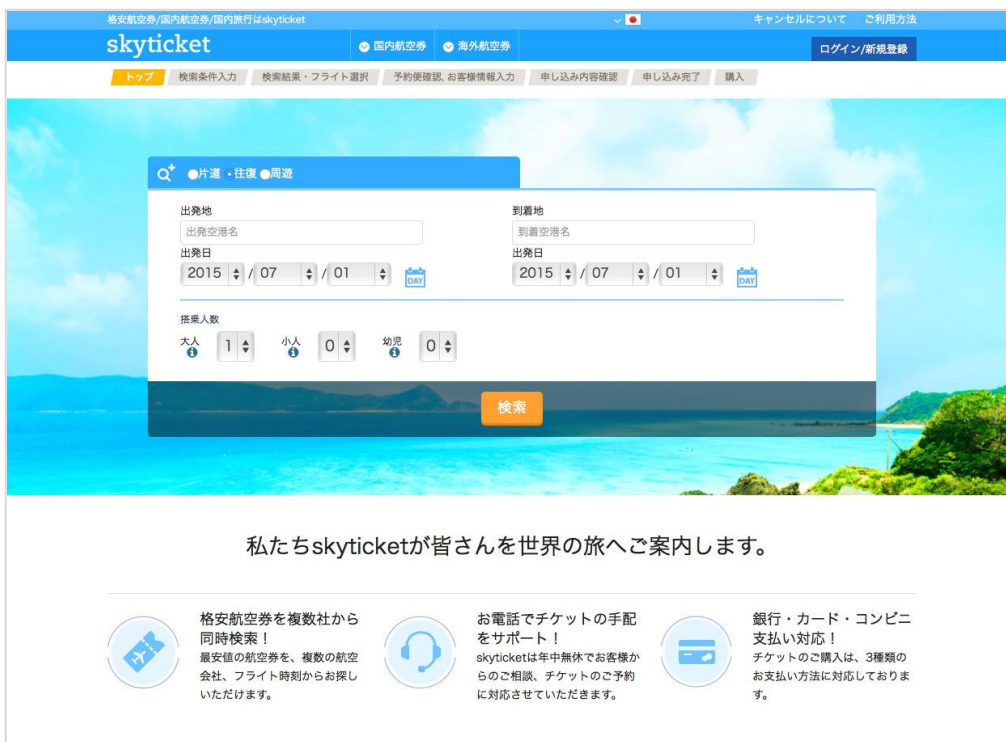 格安航空券/国内航空券/国内旅行はskyticket
キャンセルについて ご利用方法
skyticket
国内航空券 海外航空券
ログイン/新規登録
トップ 検索条件入力 検索結果・フライト選択 予約便確認、お客様情報入力 申し込み内容確認 申し込み完了 購入
片道 往復 周遊
出発地 到着地
出発空港名 到着空港名
出発日 出発日
2015 / 07 / 01 DAY 2015 / 07 / 01 DAY
搭乗人数
大人 1 小人 0 幼児 0
検索
私たちskyticketが皆さんを世界の旅へご案内します。
格安航空券を複数社から
同時検索！
最安値の航空券を、複数の航空
会社、フライト時刻からお探し
いただけます。
お電話でチケットの手配
をサポート！
skyticketは年中無休でお客様か
らのご相談、チケットのご予約
に対応させていただきます。
銀行・カード・コンビニ
支払い対応！
チケットのご購入は、3種類の
お支払い方法に対応しておりま
す。